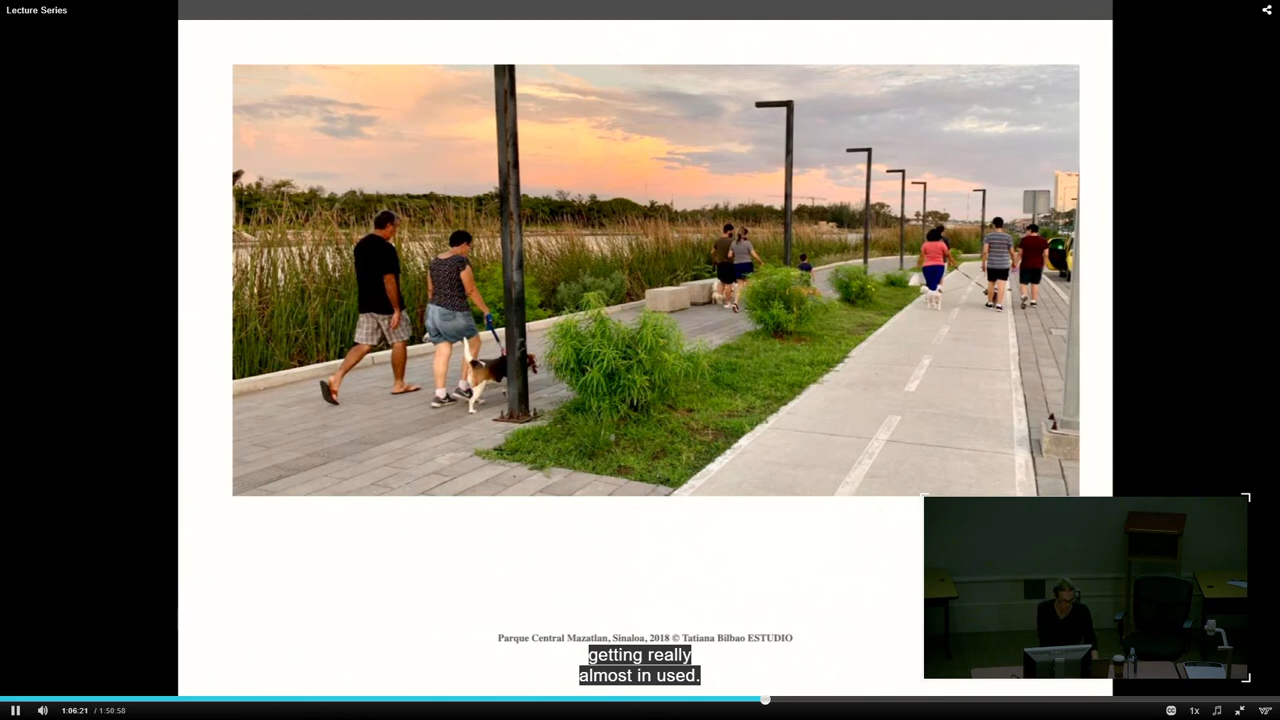 Lecture Series
Parque Central Mazatlan, Sinaloa, 2018 © Tatiana Bilbao ESTUDIO
getting really
almost in used.
1:06:21 / 1:50:58
CC
1x